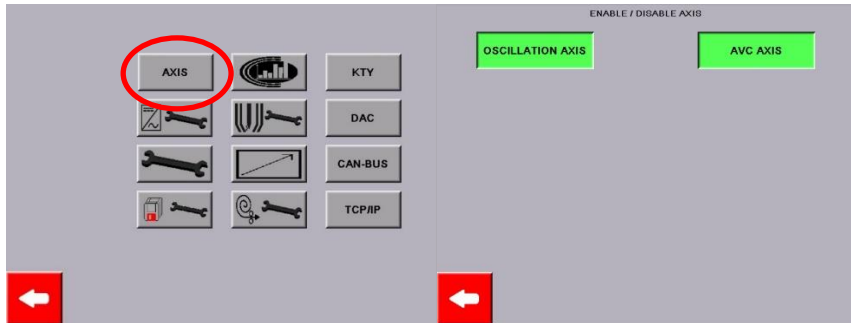 AXIS
KTY
DAC
CAN-BUS
TCP/IP
ENABLE / DISABLE AXIS
OSCILLATION AXIS
AVC AXIS